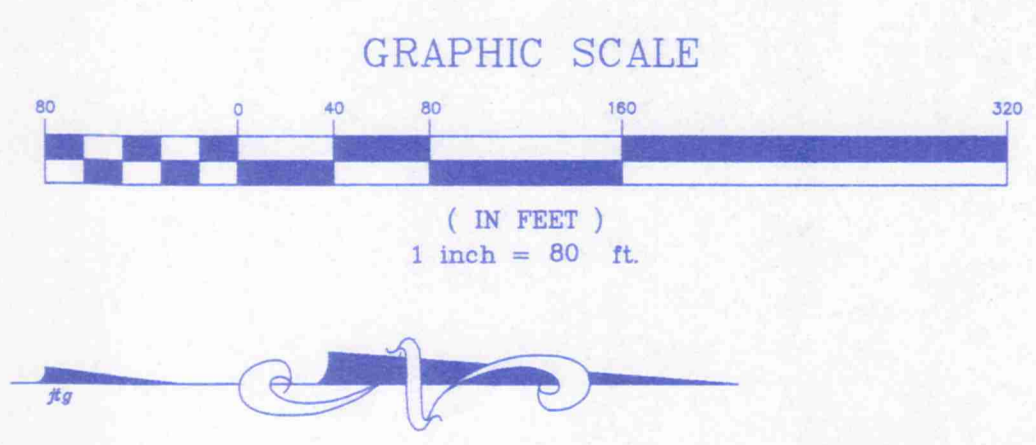 GRAPHIC SCALE
80 0 40 80 160 320
( IN FEET )
1 inch = 80 ft.
N
jtg